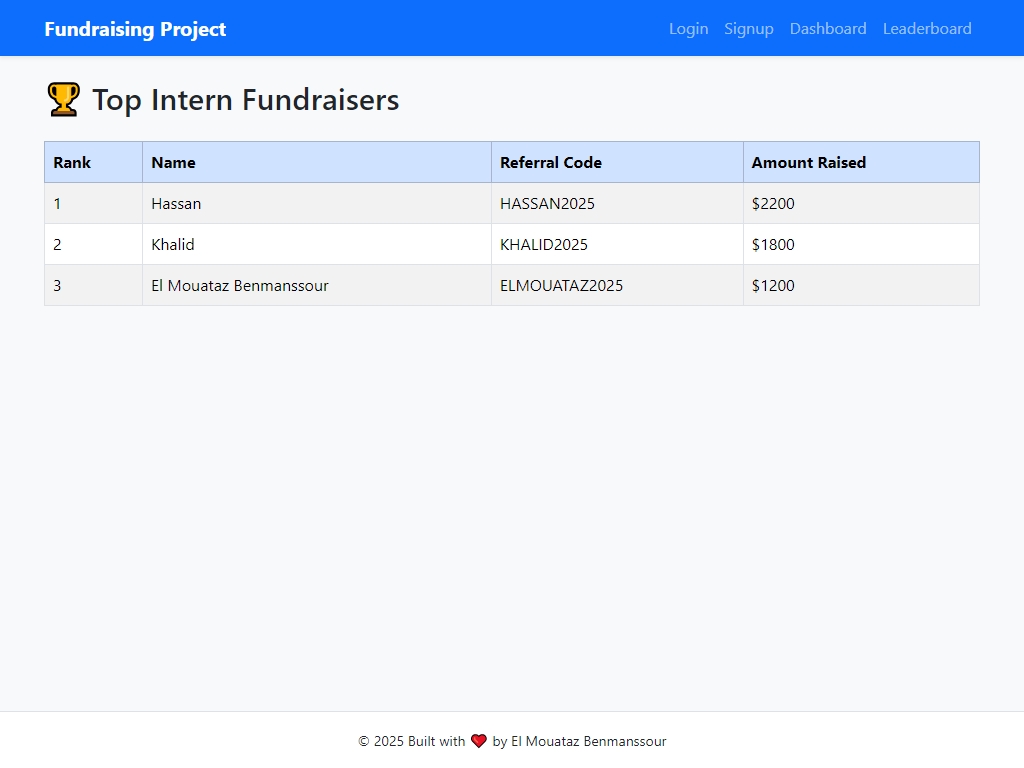 Fundraising Project Login Signup Dashboard Leaderboard
🏆 Top Intern Fundraisers
Rank Name Referral Code Amount Raised
1 Hassan HASSAN2025 $2200
2 Khalid KHALID2025 $1800
3 El Mouataz Benmanssour ELMOUATAZ2025 $1200
© 2025 Built with ❤️ by El Mouataz Benmanssour